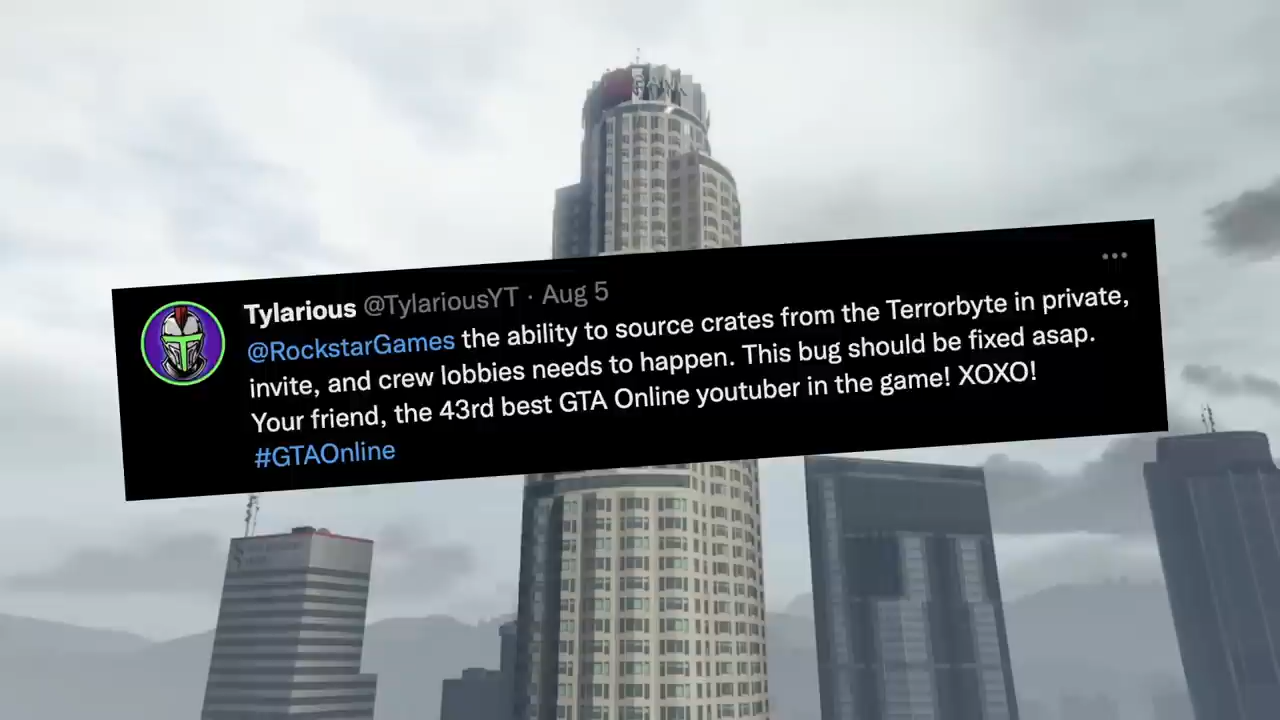 Tylarious @TylariousYT · Aug 5
@RockstarGames the ability to source crates from the Terrorbyte in private,
invite, and crew lobbies needs to happen. This bug should be fixed asap.
Your friend, the 43rd best GTA Online youtuber in the game! XOXO!
#GTAOnline